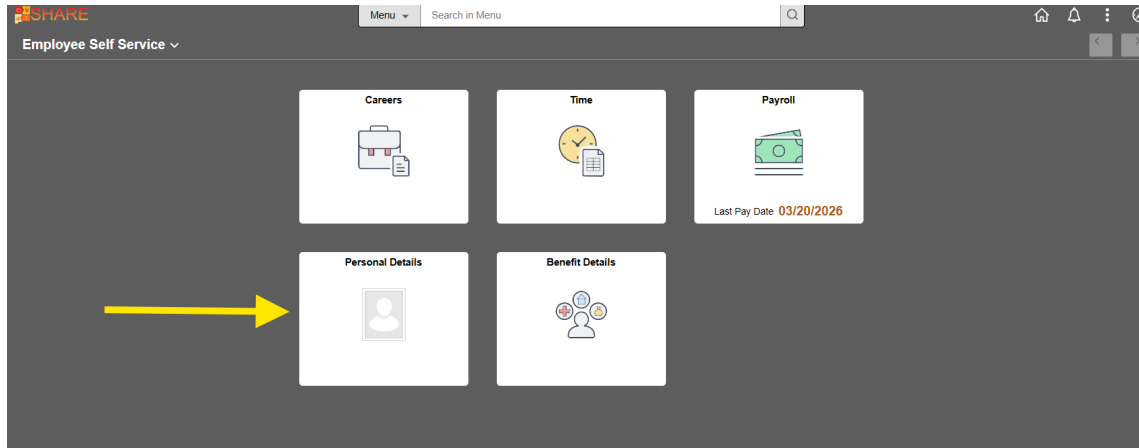 SHARE
Menu
Search in Menu
Employee Self Service
Careers
Time
Payroll
Last Pay Date 03/20/2026
Personal Details
Benefit Details